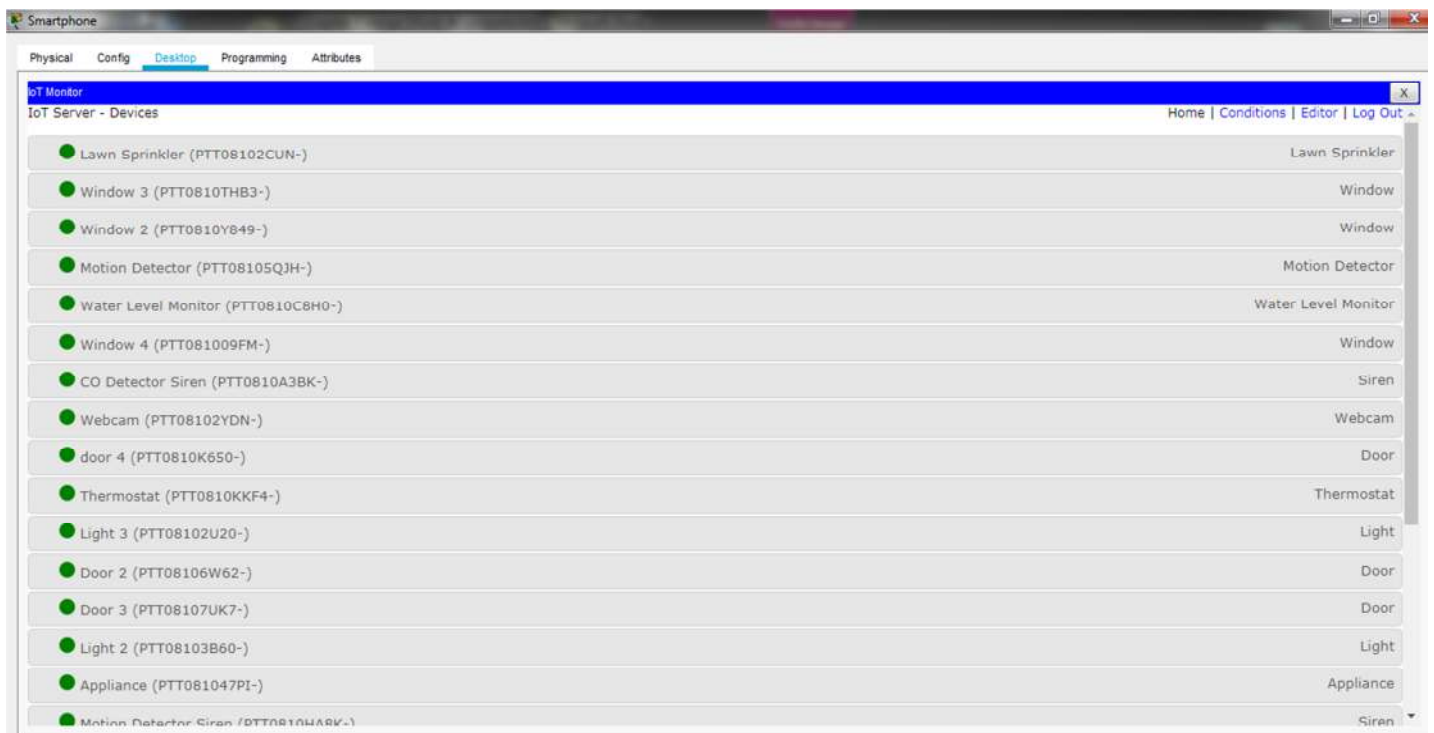 Smartphone
Physical Config Desktop Programming Attributes
IoT Monitor X
IoT Server - Devices Home | Conditions | Editor | Log Out
Lawn Sprinkler (PTT08102CUN-) Lawn Sprinkler
Window 3 (PTT0810THB3-) Window
Window 2 (PTT0810Y849-) Window
Motion Detector (PTT08105QJH-) Motion Detector
Water Level Monitor (PTT0810C8H0-) Water Level Monitor
Window 4 (PTT081009FM-) Window
CO Detector Siren (PTT0810A3BK-) Siren
Webcam (PTT08102YDN-) Webcam
door 4 (PTT0810K650-) Door
Thermostat (PTT0810KKF4-) Thermostat
Light 3 (PTT08102U20-) Light
Door 2 (PTT08106W62-) Door
Door 3 (PTT08107UK7-) Door
Light 2 (PTT08103B60-) Light
Appliance (PTT081047PI-) Appliance
Motion Detector Siren Siren